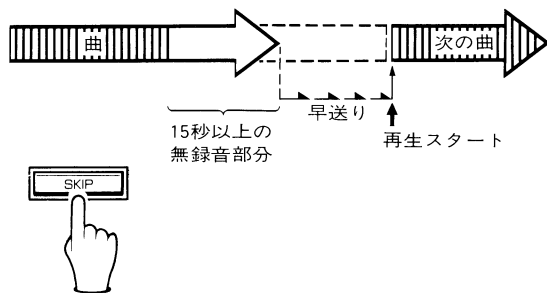 曲
次の曲
早送り
15秒以上の
無録音部分
再生スタート
SKIP